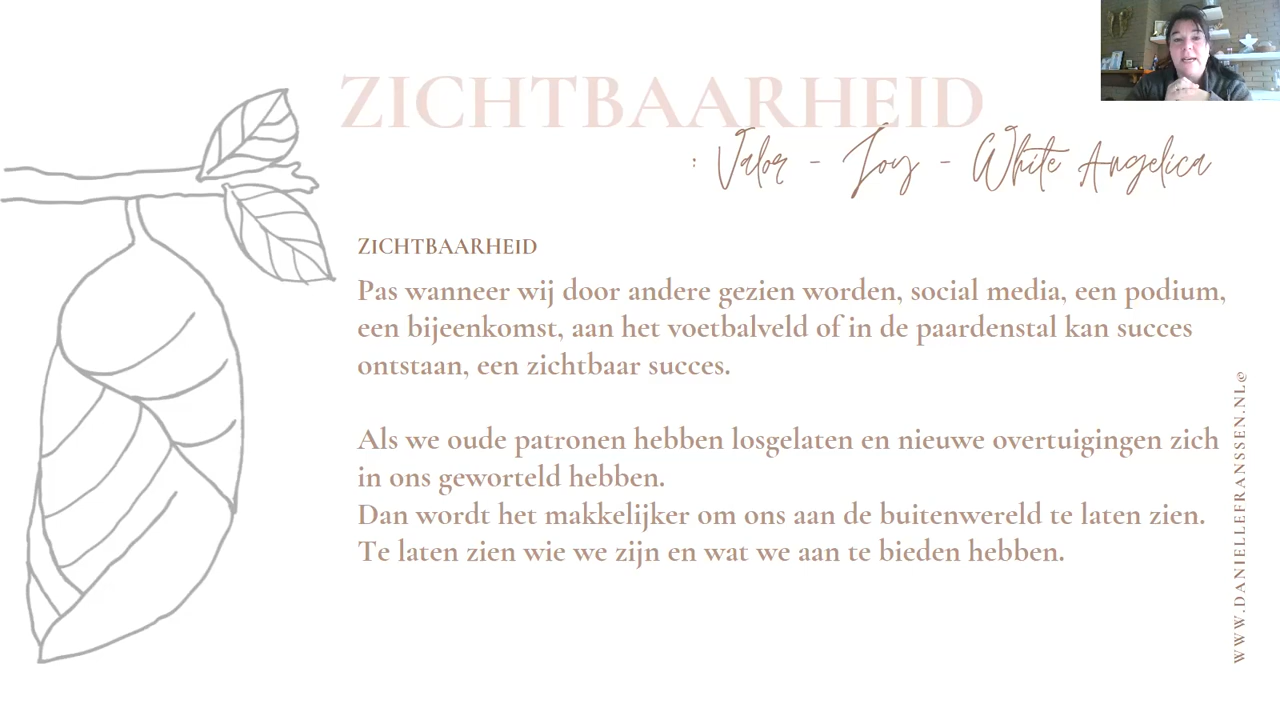 ZICHTBAARHEID
: Valor - Joy - White Angelica
ZICHTBAARHEID
Pas wanneer wij door andere gezien worden, social media, een podium,
een bijeenkomst, aan het voetbalveld of in de paardenstal kan succes
ontstaan, een zichtbaar succes.
Als we oude patronen hebben losgelaten en nieuwe overtuigingen zich
in ons geworteld hebben.
Dan wordt het makkelijker om ons aan de buitenwereld te laten zien.
Te laten zien wie we zijn en wat we aan te bieden hebben.
WWW.DANIELLEFRANSSEN.NL©